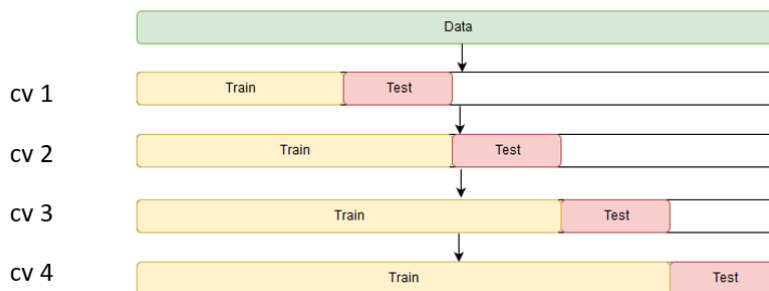 Data
cv 1
Train
Test
cv 2
Train
Test
cv 3
Train
Test
cv 4
Train
Test